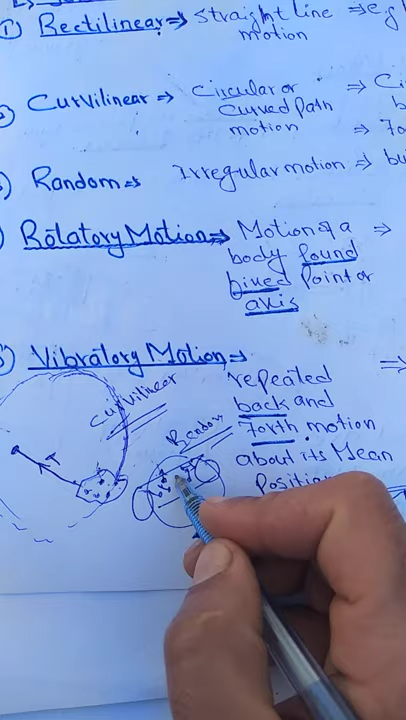 ① Rectilinear ⇒ straight line ⇒ e.g
motion
Curvilinear ⇒ Circular or ⇒
Curved path
motion ⇒
Random ⇒ Irregular motion ⇒
Rotatory Motion ⇒ Motion of a ⇒
body found
bixed Point or
axis
Vibratory Motion ⇒ repeated ⇒
back and
forth motion
about its Mean
Curvilinear
Random